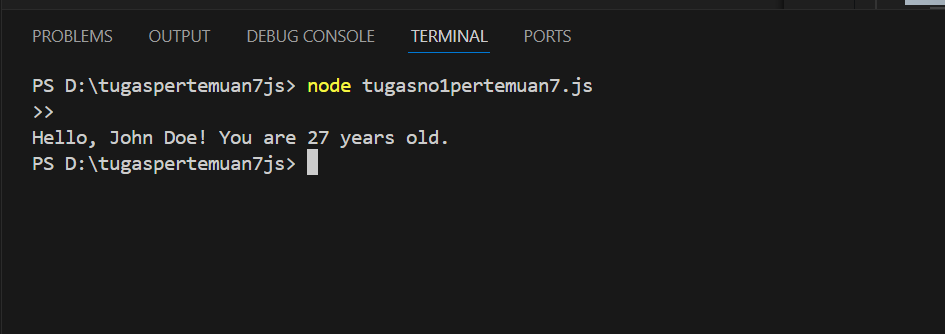 PROBLEMS OUTPUT DEBUG CONSOLE TERMINAL PORTS
PS D:\tugaspertemuan7js> node tugasno1pertemuan7.js
>>
Hello, John Doe! You are 27 years old.
PS D:\tugaspertemuan7js>